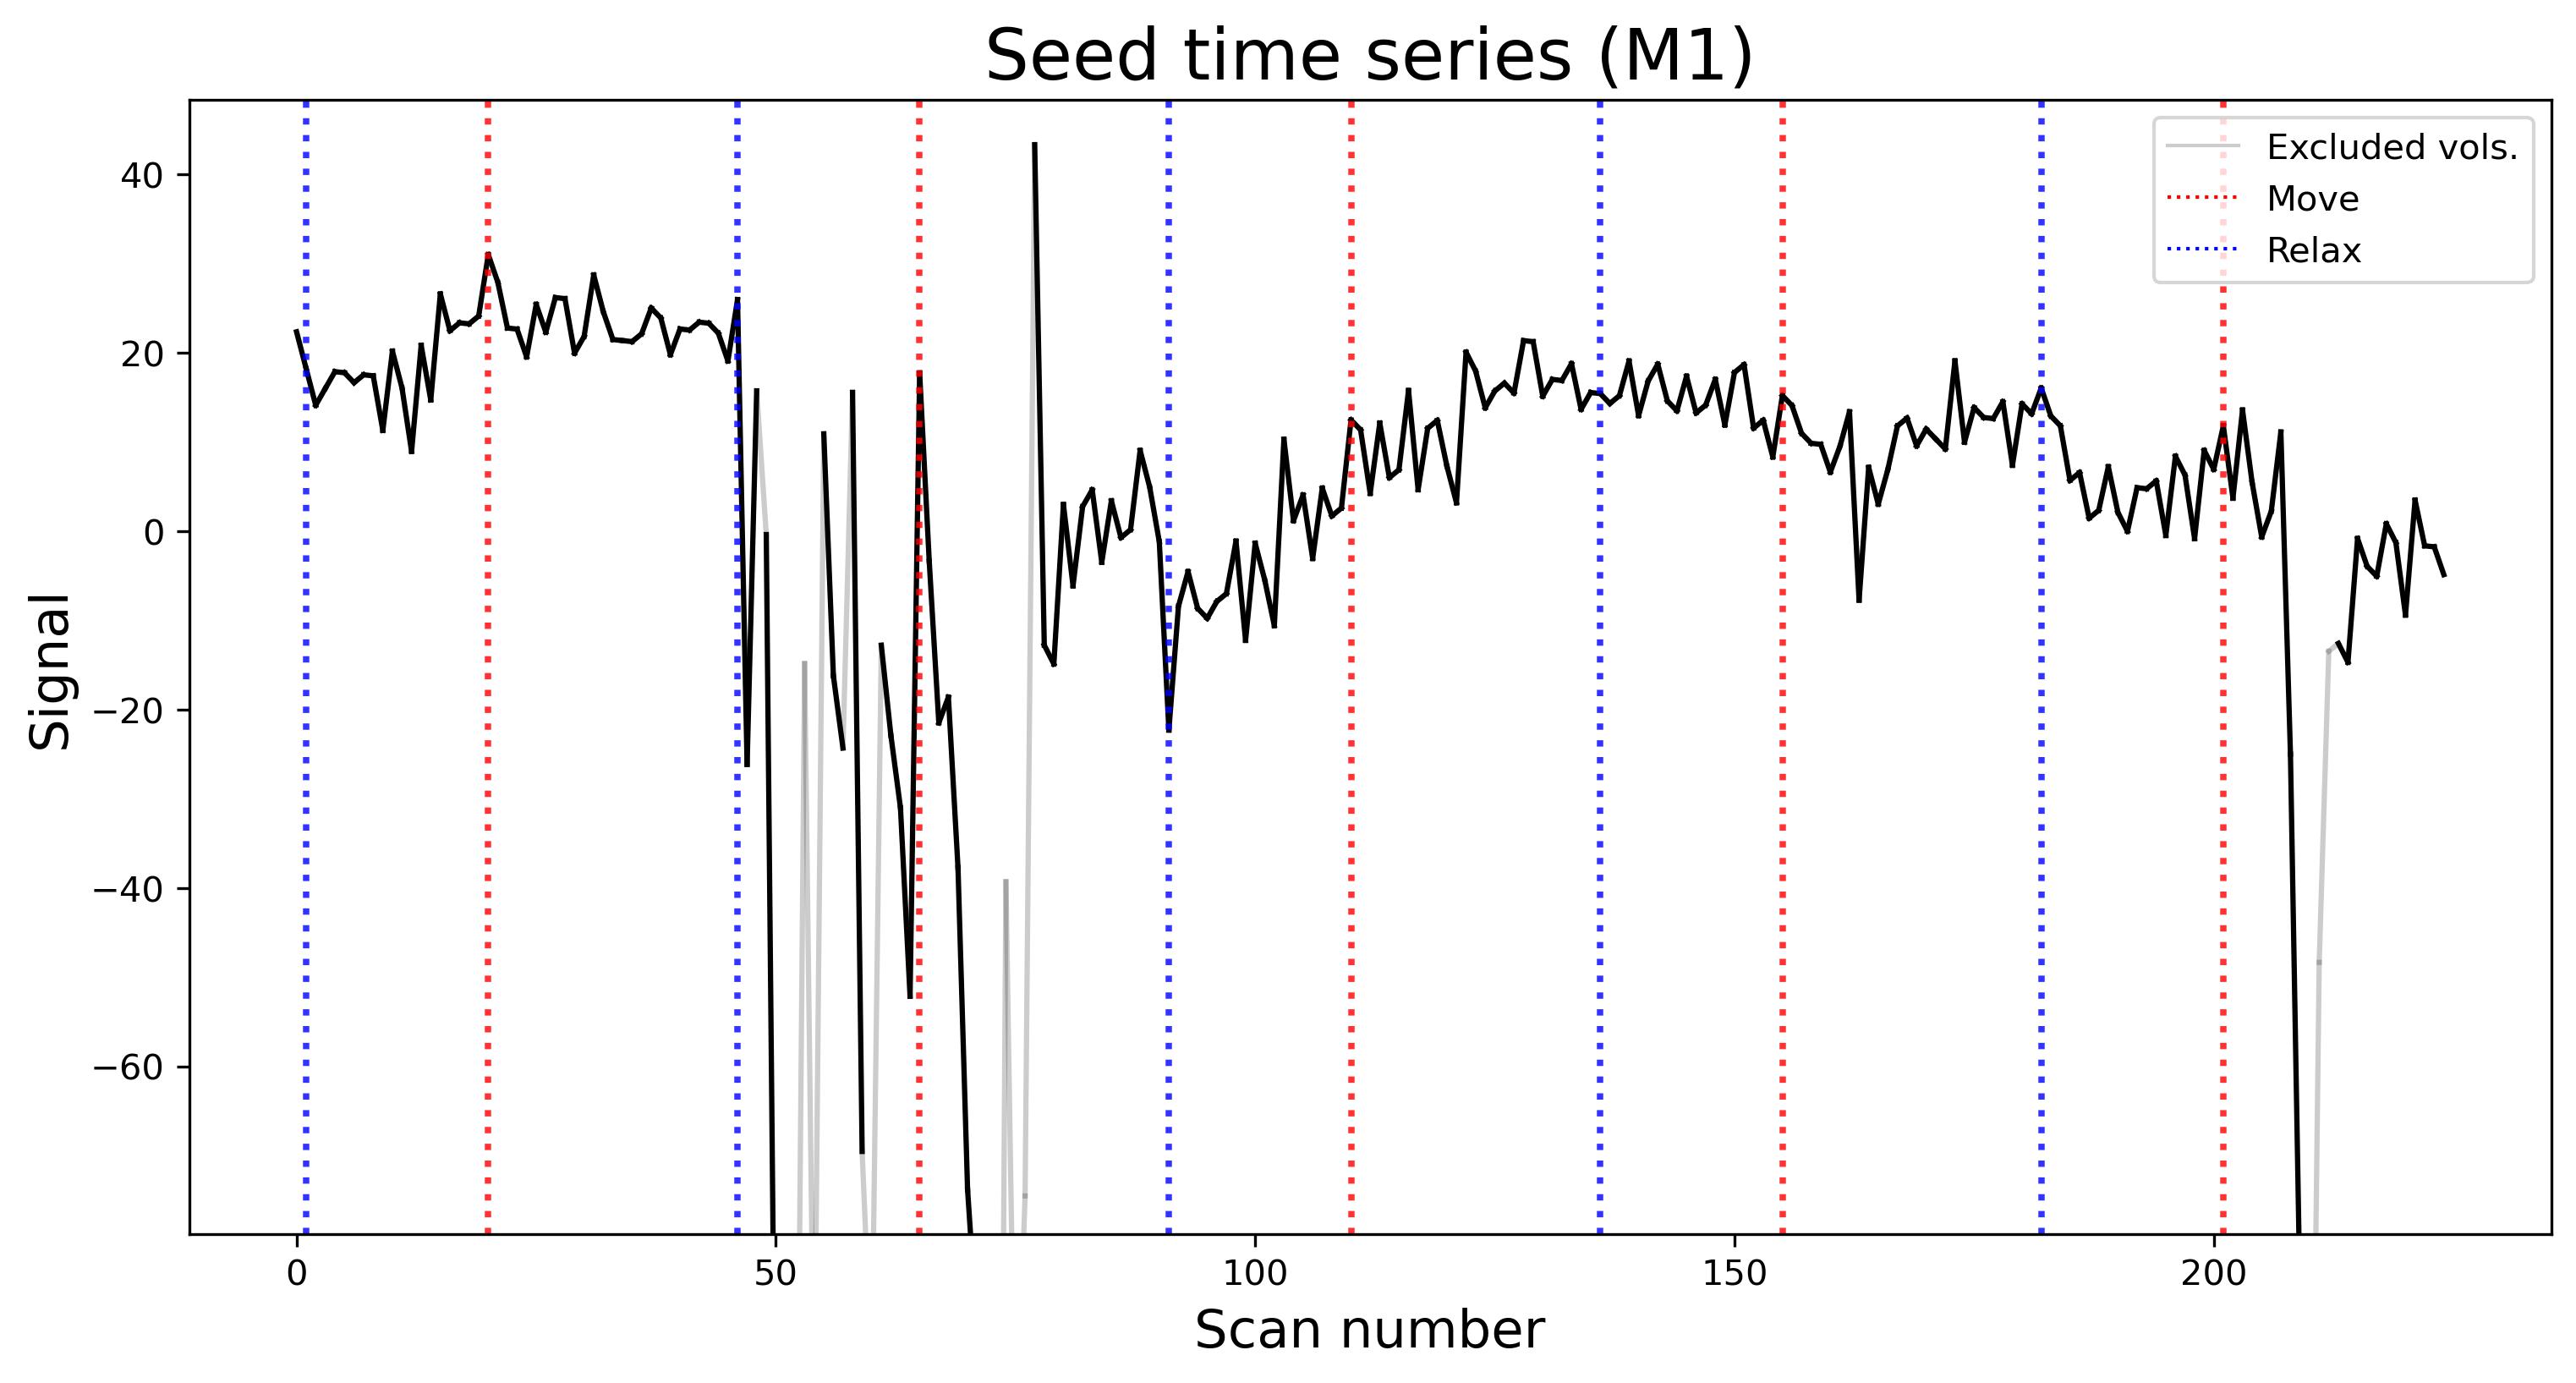 Seed time series (M1)
Excluded vols.
Move
Relax
40
20
0
−20
−40
−60
Signal
0 50 100 150 200
Scan number